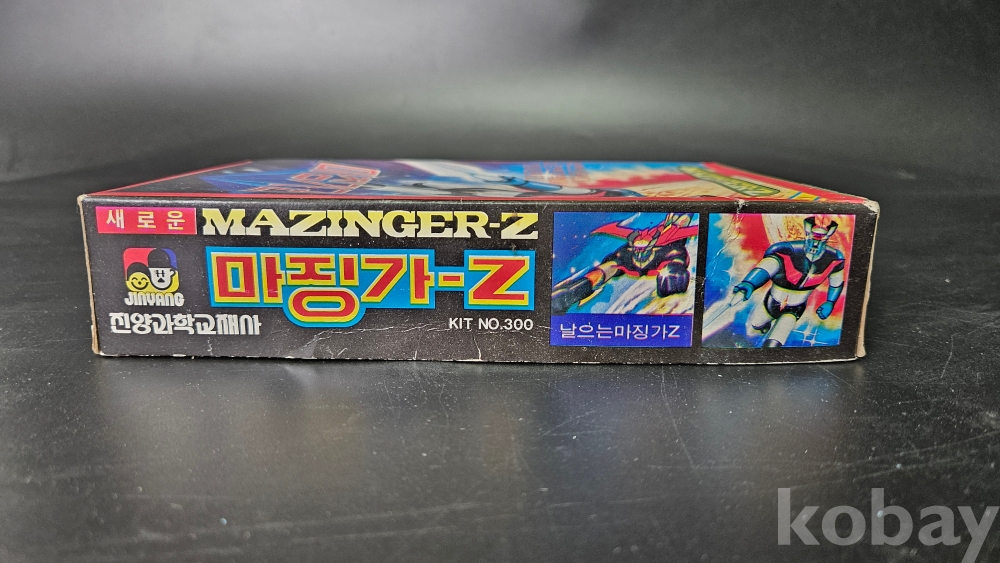 새로운 MAZINGER-Z
마징가-Z
JINYANG
진양과학교재사
KIT NO.300
날으는마징가Z
kobay